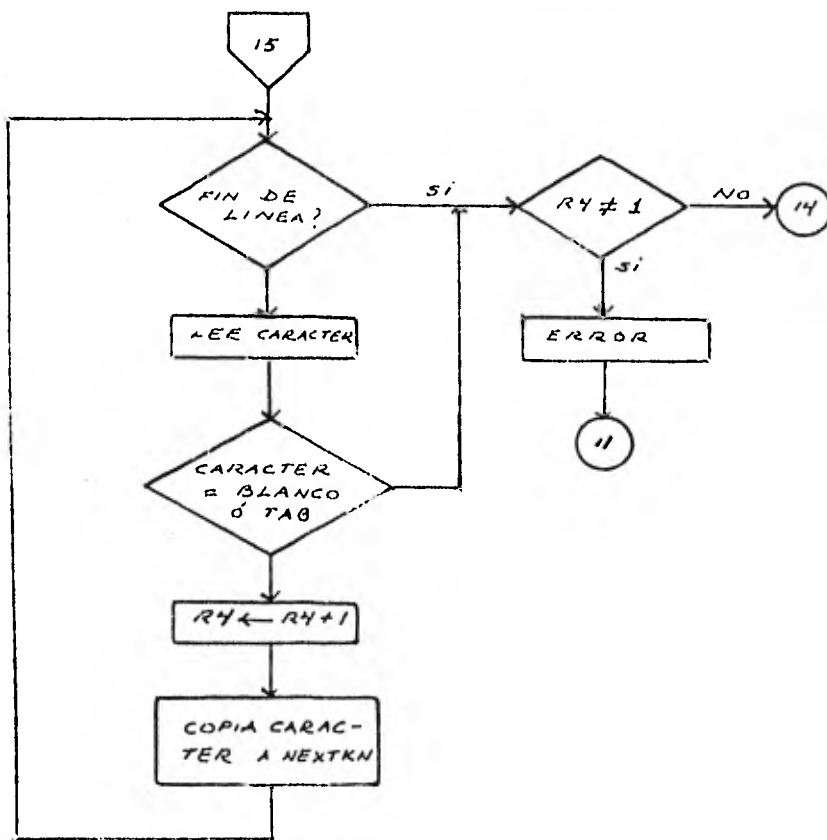 15
FIN DE
LINEA?
si
R4 ≠ 1
NO
14
si
LEE CARACTER
ERROR
11
CARACTER
= BLANCO
Ó TAB
R4 ← R4+1
COPIA CARAC-
TER A NEXTKN